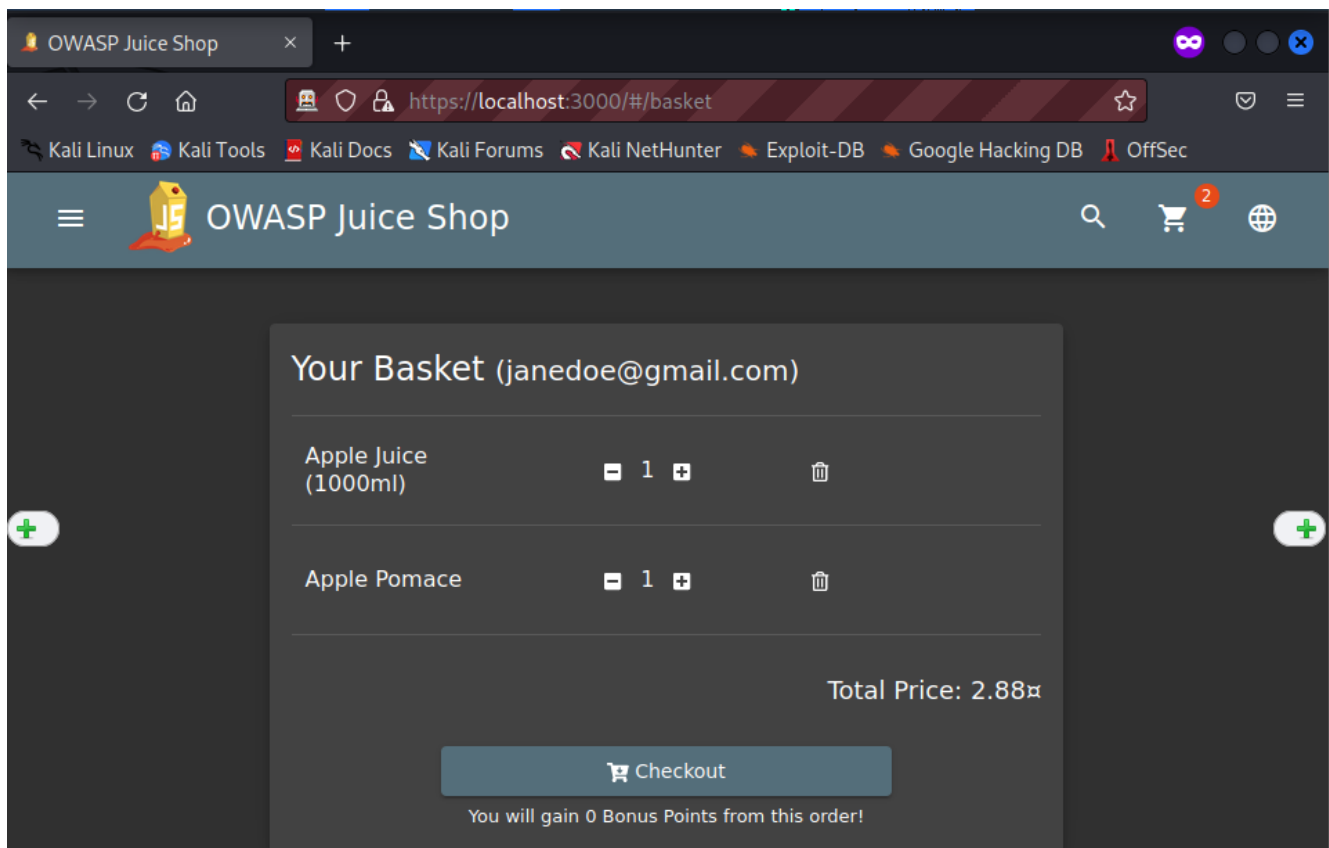 OWASP Juice Shop
https://localhost:3000/#/basket
Kali Linux Kali Tools Kali Docs Kali Forums Kali NetHunter Exploit-DB Google Hacking DB OffSec
JS OWASP Juice Shop 2
Your Basket (janedoe@gmail.com)
Apple Juice
(1000ml) 1
Apple Pomace 1
Total Price: 2.88¤
Checkout
You will gain 0 Bonus Points from this order!